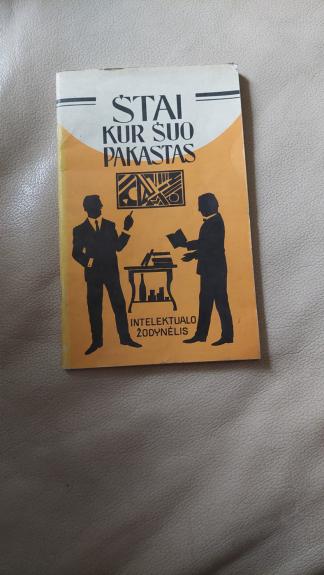 ŠTAI
KUR ŠUO
PAKASTAS
INTELEKTUALO
ŽODYNĖLIS